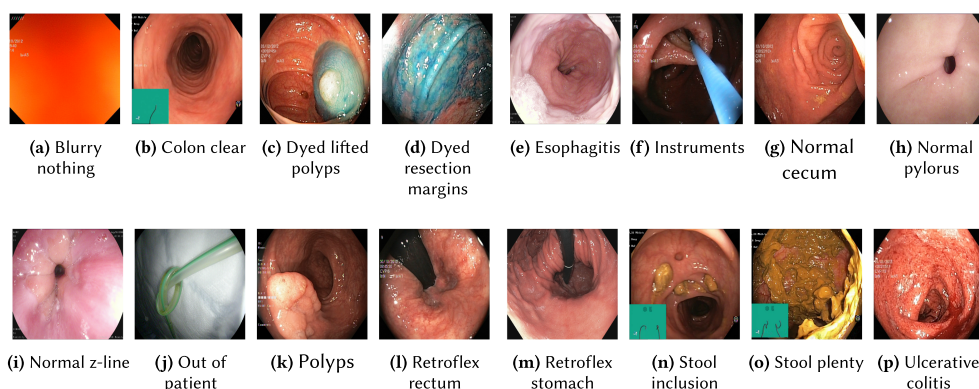 (a) Blurry nothing
(b) Colon clear
(c) Dyed lifted polyps
(d) Dyed resection margins
(e) Esophagitis
(f) Instruments
(g) Normal cecum
(h) Normal pylorus
(i) Normal z-line
(j) Out of patient
(k) Polyps
(l) Retroflex rectum
(m) Retroflex stomach
(n) Stool inclusion
(o) Stool plenty
(p) Ulcerative colitis